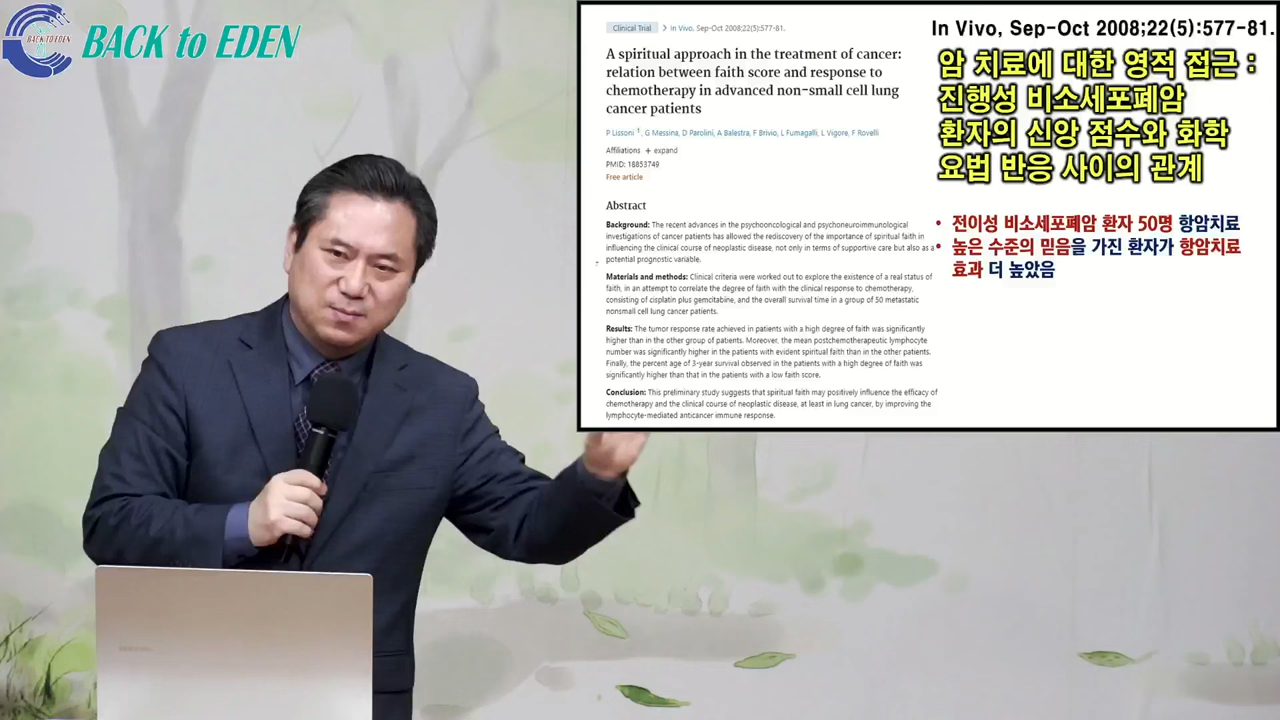 BACK TO EDEN
BACK to EDEN
Clinical Trial > In Vivo. Sep-Oct 2008;22(5):577-81.
A spiritual approach in the treatment of cancer:
relation between faith score and response to
chemotherapy in advanced non-small cell lung
cancer patients
P Lissoni 1, G Messina, D Parolini, A Balestra, F Brivio, L Fumagalli, L Vigore, F Rovelli
Affiliations + expand
PMID: 18853749
Free article
Abstract
Background: The recent advances in the psychooncological and psychoneuroimmunological
investigations of cancer patients has allowed the rediscovery of the importance of spiritual faith in
influencing the clinical course of neoplastic disease, not only in terms of supportive care but also as a
potential prognostic variable.
Materials and methods: Clinical criteria were worked out to explore the existence of a real status of
faith, in an attempt to correlate the degree of faith with the clinical response to chemotherapy,
consisting of cisplatin plus gemcitabine, and the overall survival time in a group of 50 metastatic
nonsmall cell lung cancer patients.
Results: The tumor response rate achieved in patients with a high degree of faith was significantly
higher than in the other group of patients. Moreover, the mean postchemotherapeutic lymphocyte
number was significantly higher in the patients with evident spiritual faith than in the other patients.
Finally, the percent age of 3-year survival observed in the patients with a high degree of faith was
significantly higher than that in the patients with a low faith score.
Conclusion: This preliminary study suggests that spiritual faith may positively influence the efficacy of
chemotherapy and the clinical course of neoplastic disease, at least in lung cancer, by improving the
lymphocyte-mediated anticancer immune response.
In Vivo, Sep-Oct 2008;22(5):577-81.
암 치료에 대한 영적 접근 :
진행성 비소세포폐암
환자의 신앙 점수와 화학
요법 반응 사이의 관계
• 전이성 비소세포폐암 환자 50명 항암치료
• 높은 수준의 믿음을 가진 환자가 항암치료
효과 더 높았음